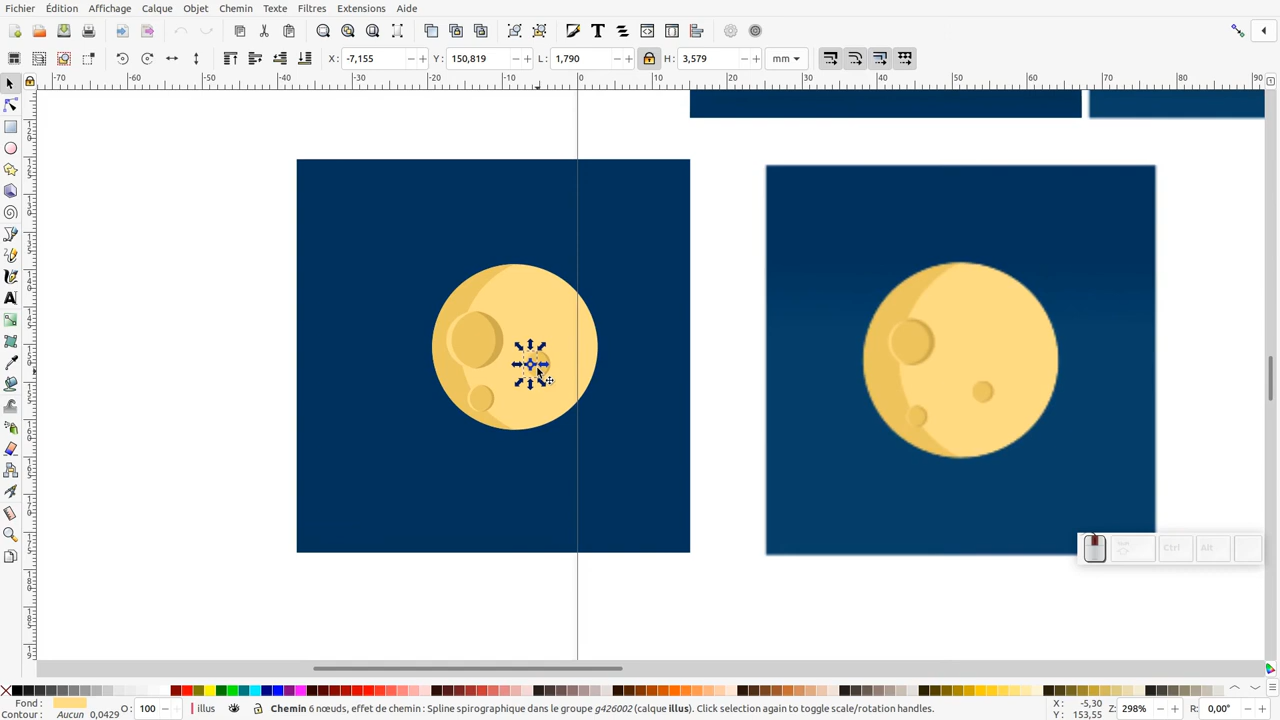 Fichier Édition Affichage Calque Objet Chemin Texte Filtres Extensions Aide
X: -7,155 Y: 150,819 L: 1,790 H: 3,579 mm
-70 -60 -50 -40 -30 -20 -10 0 10 20 30 40 50 60 70 80 90
Ctrl Alt
Fond : O: 100 illus Chemin 6 nœuds, effet de chemin : Spline spirographique dans le groupe g426002 (calque illus). Click selection again to toggle scale/rotation handles. X: -5,30 Z: 298% R: 0,00°
Contour : Aucun 0,0429 Y: 153,55